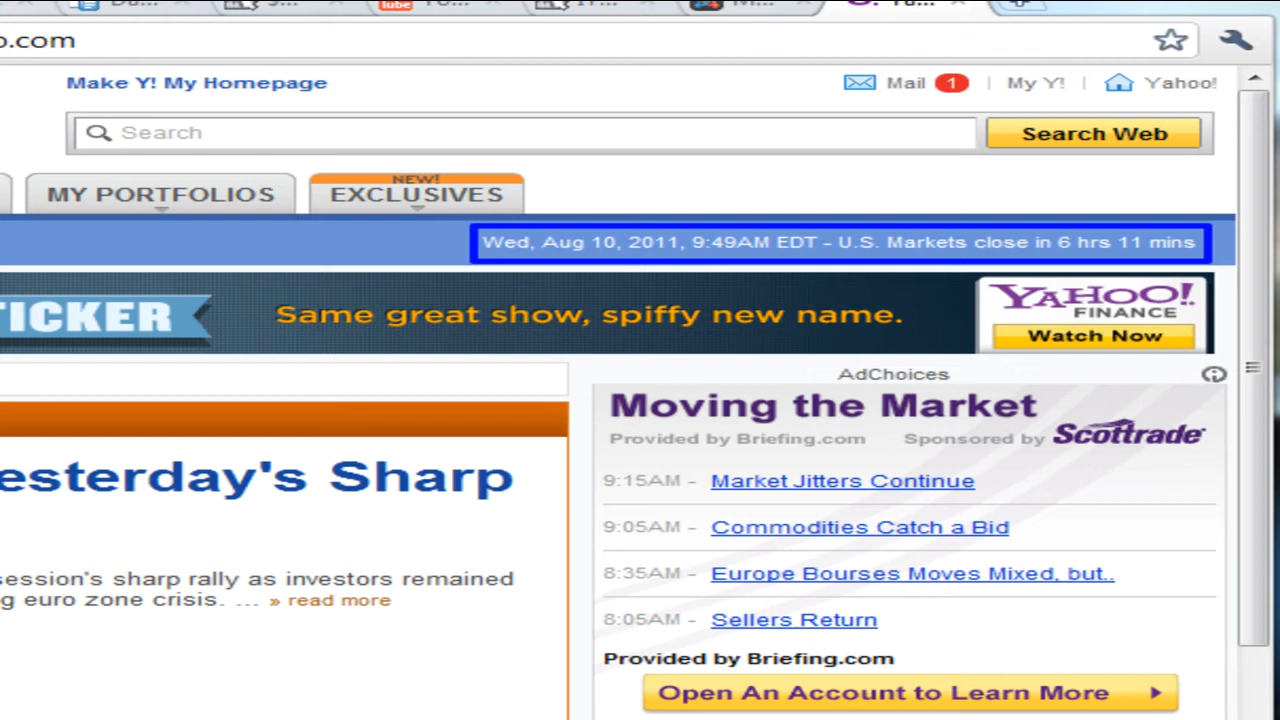 o.com
Make Y! My Homepage
Mail 1 | My Y! | Yahoo!
Search
Search Web
MY PORTFOLIOS
NEW!
EXCLUSIVES
Wed, Aug 10, 2011, 9:49AM EDT - U.S. Markets close in 6 hrs 11 mins
TICKER
Same great show, spiffy new name.
YAHOO!
FINANCE
Watch Now
AdChoices
Moving the Market
Provided by Briefing.com Sponsored by Scottrade
esterday's Sharp
9:15AM - Market Jitters Continue
9:05AM - Commodities Catch a Bid
8:35AM - Europe Bourses Moves Mixed, but..
session's sharp rally as investors remained
g euro zone crisis. ... » read more
8:05AM - Sellers Return
Provided by Briefing.com
Open An Account to Learn More